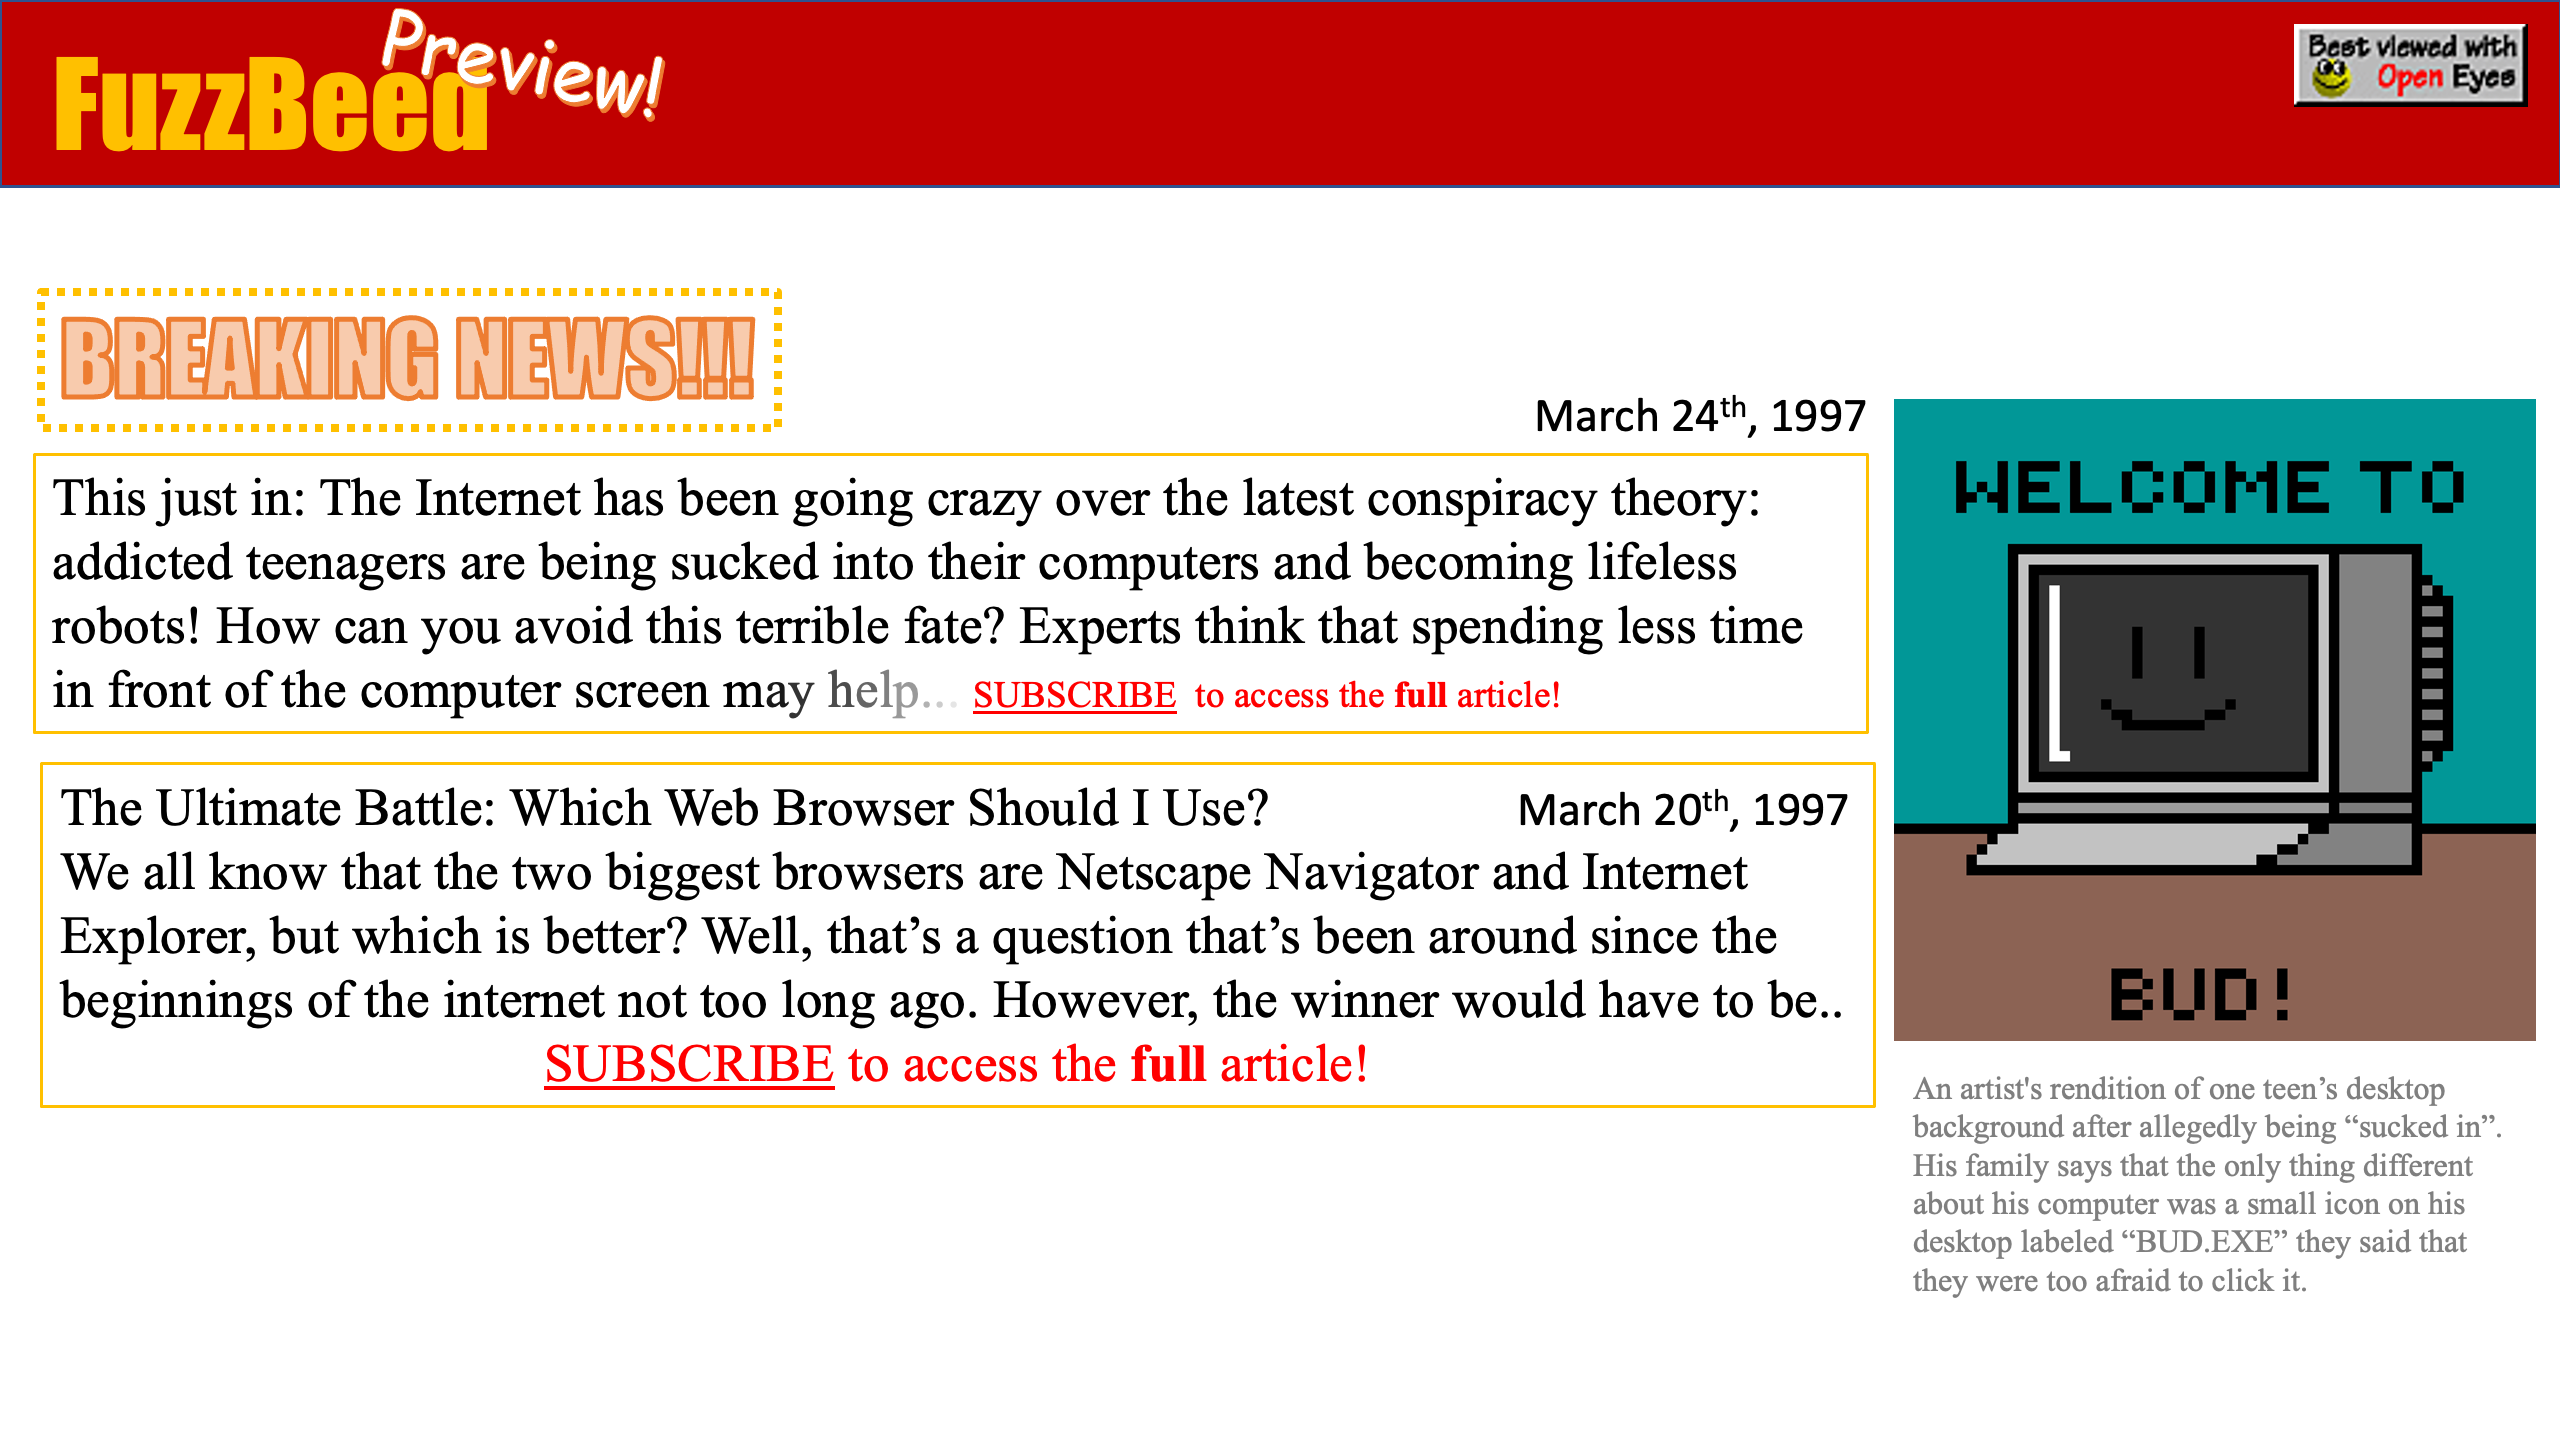 FuzzBeed
Preview!
Best viewed with
Open Eyes
BREAKING NEWS!!!
March 24th, 1997
This just in: The Internet has been going crazy over the latest conspiracy theory:
addicted teenagers are being sucked into their computers and becoming lifeless
robots! How can you avoid this terrible fate? Experts think that spending less time
in front of the computer screen may help... SUBSCRIBE to access the full article!
The Ultimate Battle: Which Web Browser Should I Use? March 20th, 1997
We all know that the two biggest browsers are Netscape Navigator and Internet
Explorer, but which is better? Well, that’s a question that’s been around since the
beginnings of the internet not too long ago. However, the winner would have to be..
SUBSCRIBE to access the full article!
WELCOME TO
BUD!
An artist's rendition of one teen’s desktop
background after allegedly being “sucked in”.
His family says that the only thing different
about his computer was a small icon on his
desktop labeled “BUD.EXE” they said that
they were too afraid to click it.